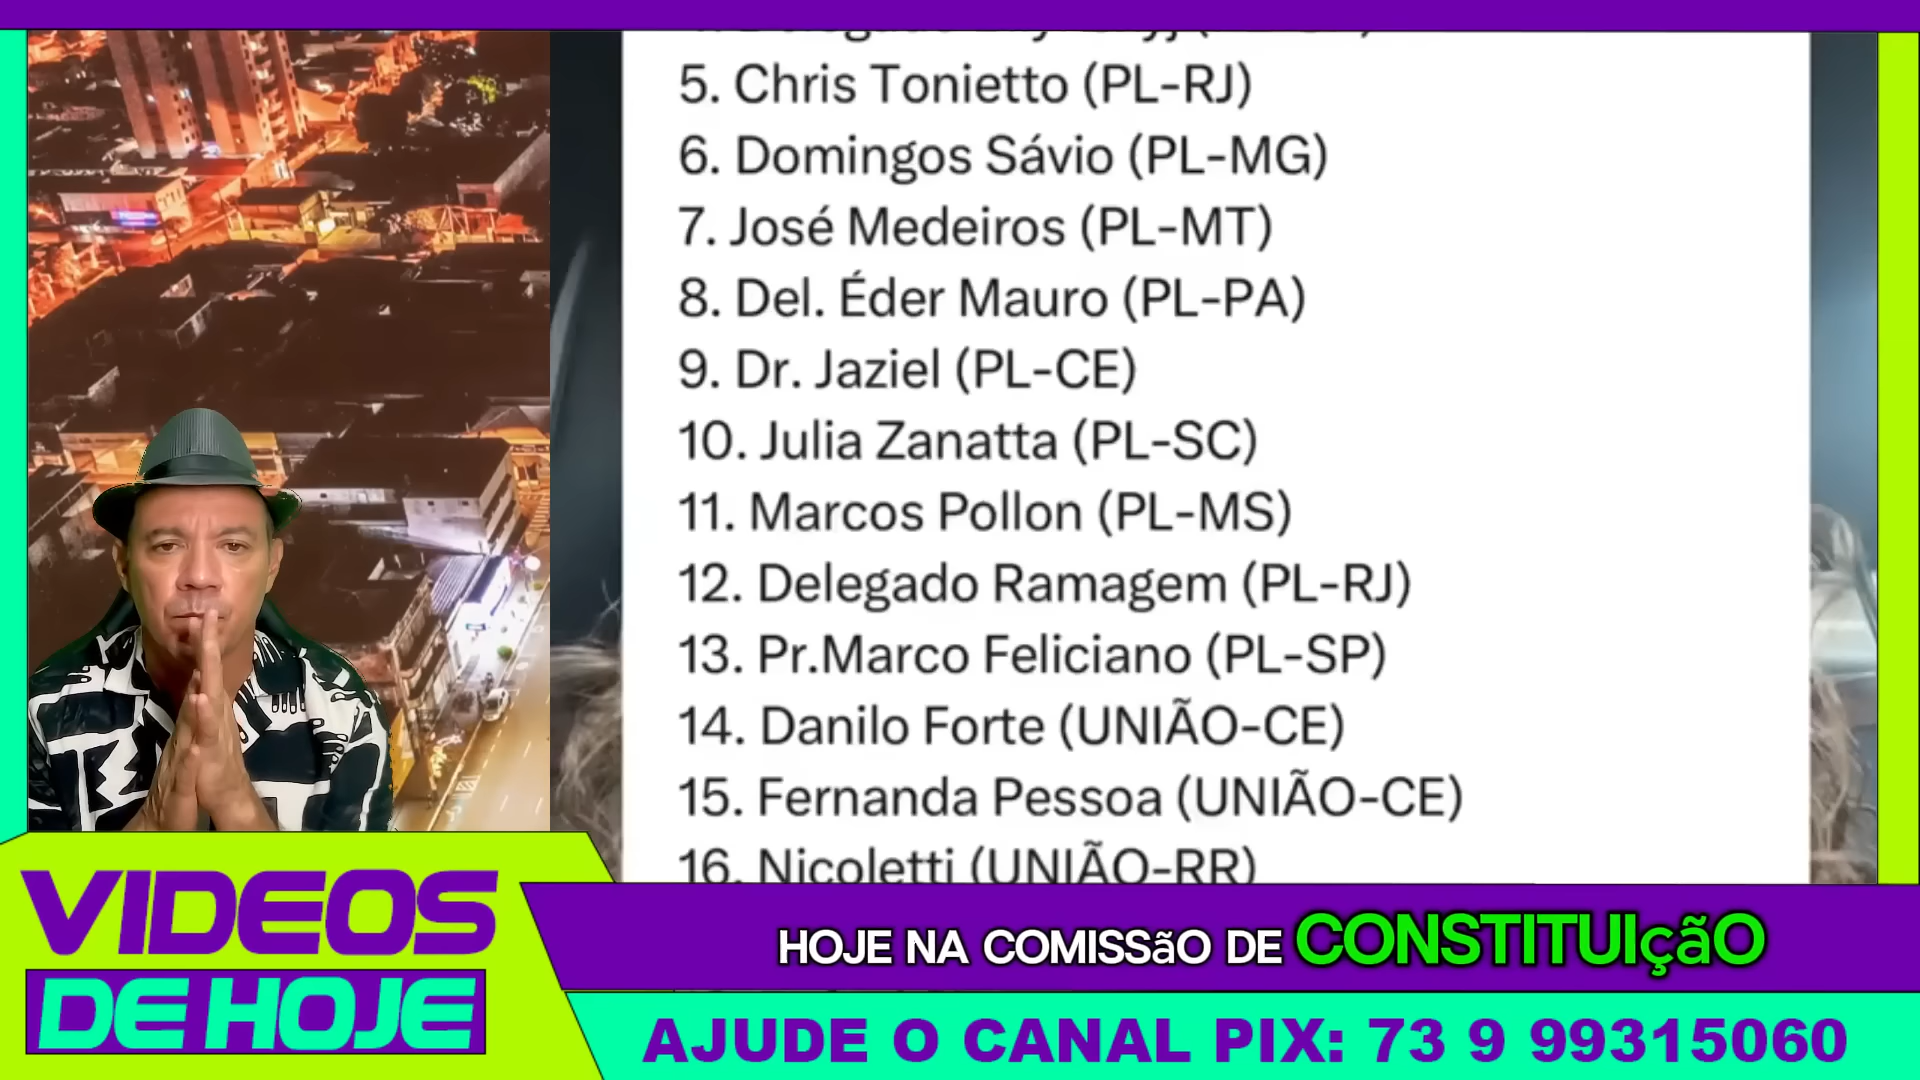 5. Chris Tonietto (PL-RJ)
6. Domingos Sávio (PL-MG)
7. José Medeiros (PL-MT)
8. Del. Éder Mauro (PL-PA)
9. Dr. Jaziel (PL-CE)
10. Julia Zanatta (PL-SC)
11. Marcos Pollon (PL-MS)
12. Delegado Ramagem (PL-RJ)
13. Pr.Marco Feliciano (PL-SP)
14. Danilo Forte (UNIÃO-CE)
15. Fernanda Pessoa (UNIÃO-CE)
16. Nicoletti (UNIÃO-RR)
HOJE NA COMISSãO DE CONSTITUIçãO
VIDEOS
DE HOJE
AJUDE O CANAL PIX: 73 9 99315060